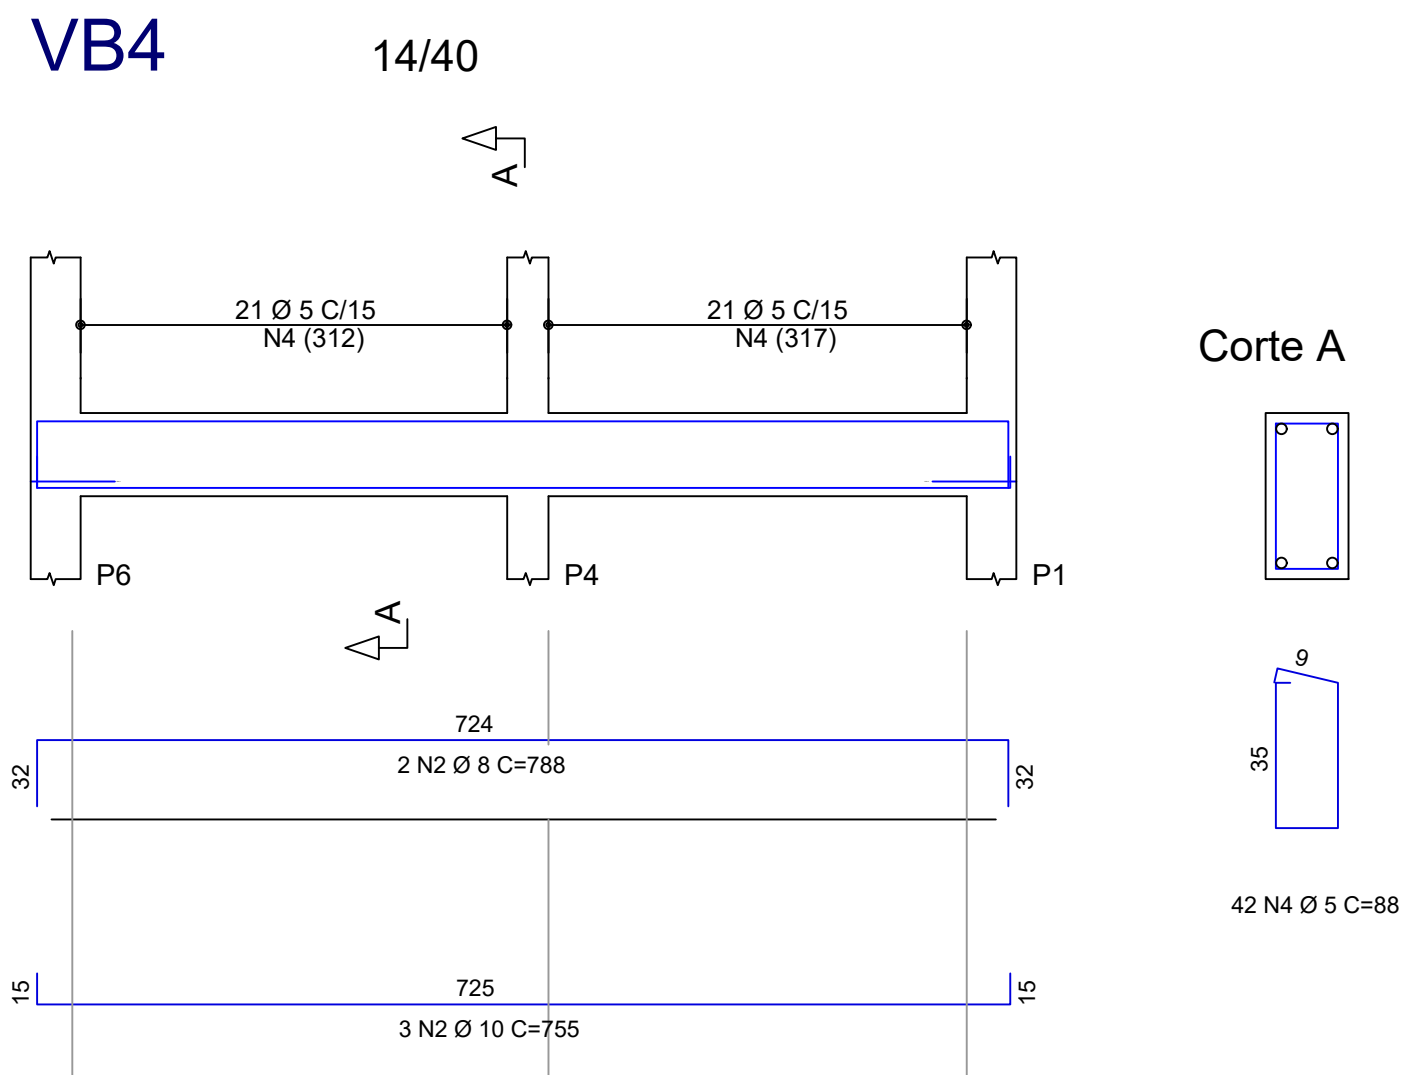 VB4
14/40
A
21 Ø 5 C/15
N4 (312)
21 Ø 5 C/15
N4 (317)
Corte A
P6
P4
P1
A
9
724
32
2 N2 Ø 8 C=788
32
35
42 N4 Ø 5 C=88
15
725
15
3 N2 Ø 10 C=755